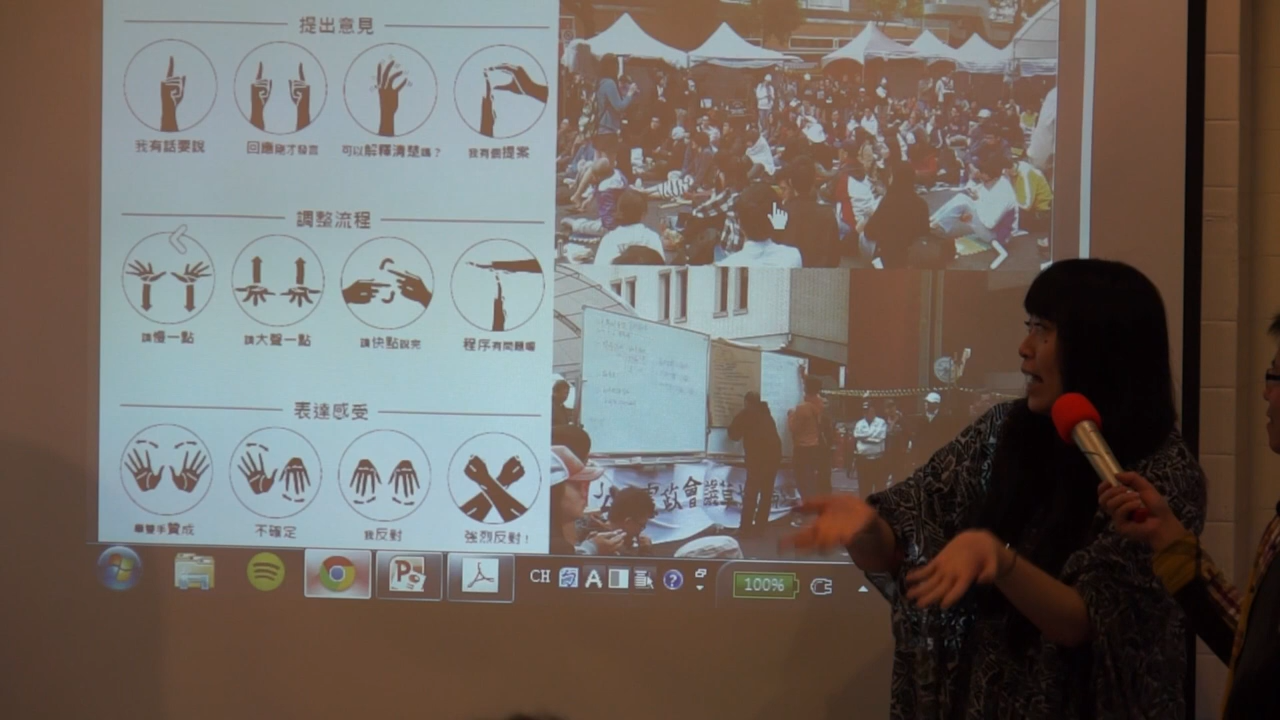 提出意見
我有話要說
回應剛才發言
可以解釋清楚嗎？
我有個提案
調整流程
請慢一點
請大聲一點
請快點說完
程序有問題喔
表達感受
舉雙手贊成
不確定
我反對
強烈反對！
CH
A
?
100%